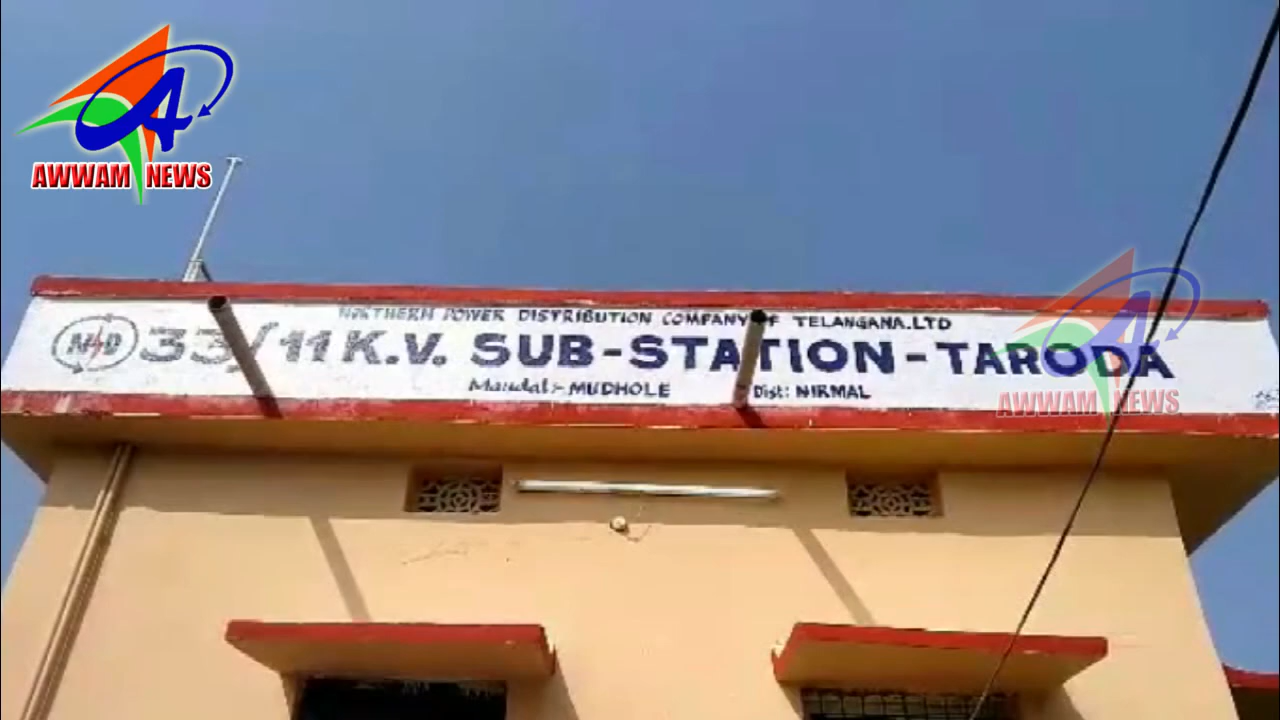 AWWAM NEWS
NORTHERN POWER DISTRIBUTION COMPANY OF TELANGANA.LTD
33/11 K.V. SUB-STATION-TARODA
Mandal:- MUDHOLE Dist: NIRMAL
AWWAM NEWS